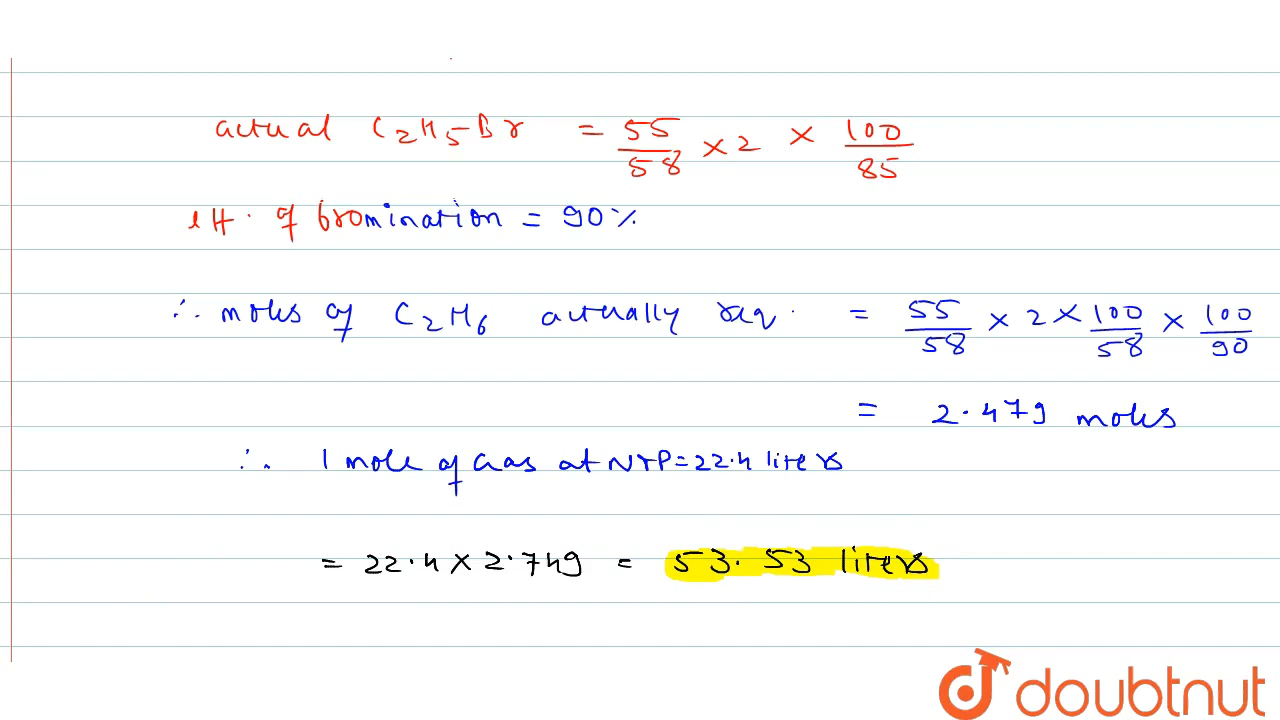 actual C₂H₅Br = 55/58 × 2 × 100/85
eff. of bromination = 90%
∴ moles of C₂H₆ actually req. = 55/58 × 2 × 100/58 × 100/90
= 2.479 moles
∴ 1 mole of Gas at NTP = 22.4 liters
= 22.4 × 2.749 = 53.53 liters
doubtnut